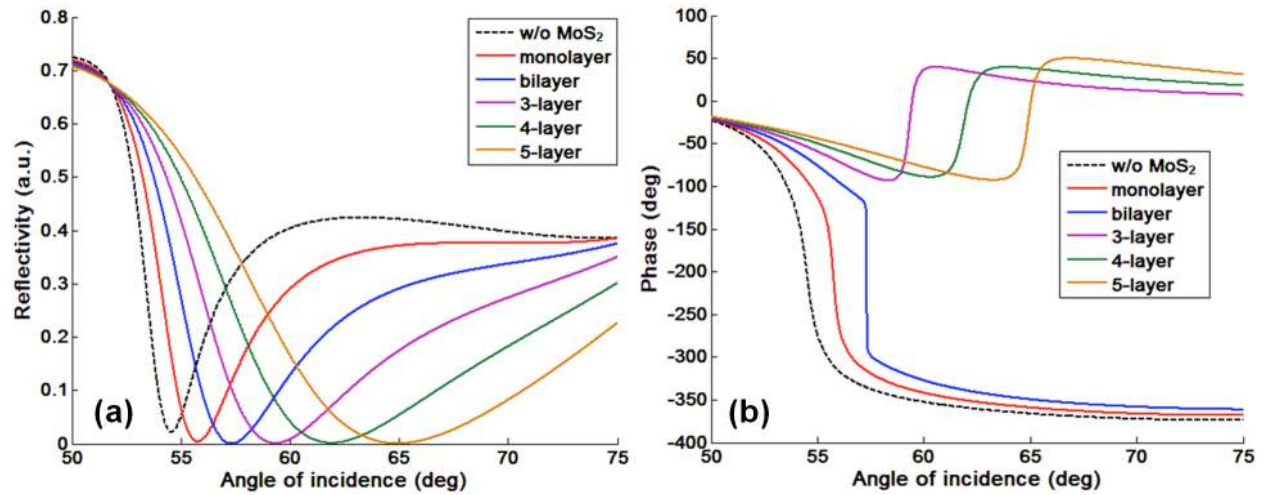 0.8
0.7
0.6
0.5
0.4
0.3
0.2
0.1
0
Reflectivity (a.u.)
w/o MoS₂
monolayer
bilayer
3-layer
4-layer
5-layer
(a)
50
55
60
65
70
75
Angle of incidence (deg)
100
50
0
-50
-100
-150
-200
-250
-300
-350
-400
Phase (deg)
w/o MoS₂
monolayer
bilayer
3-layer
4-layer
5-layer
(b)
50
55
60
65
70
75
Angle of incidence (deg)